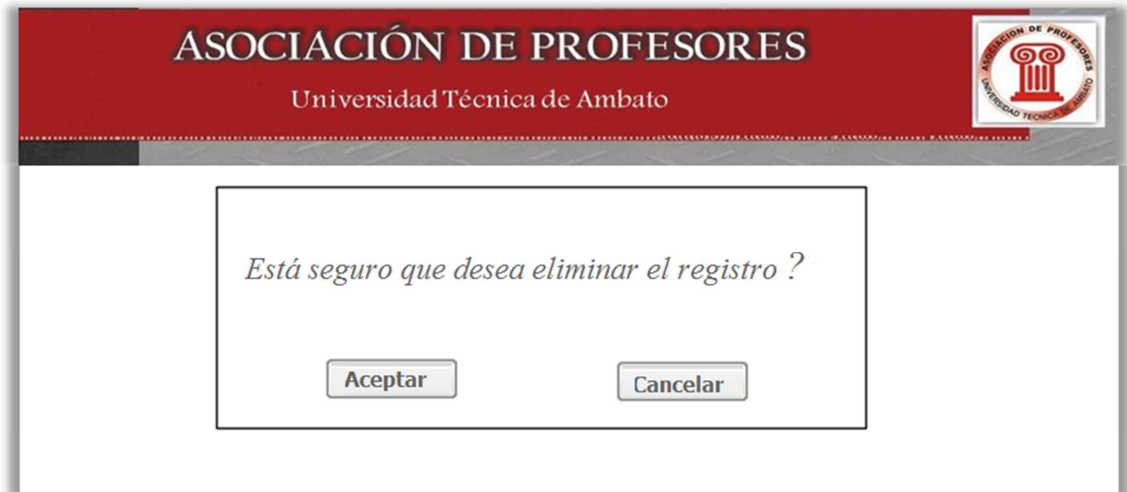 ASOCIACIÓN DE PROFESORES
Universidad Técnica de Ambato
ASOCIACION DE PROFESORES
UNIVERSIDAD TECNICA DE AMBATO
Está seguro que desea eliminar el registro ?
Aceptar
Cancelar